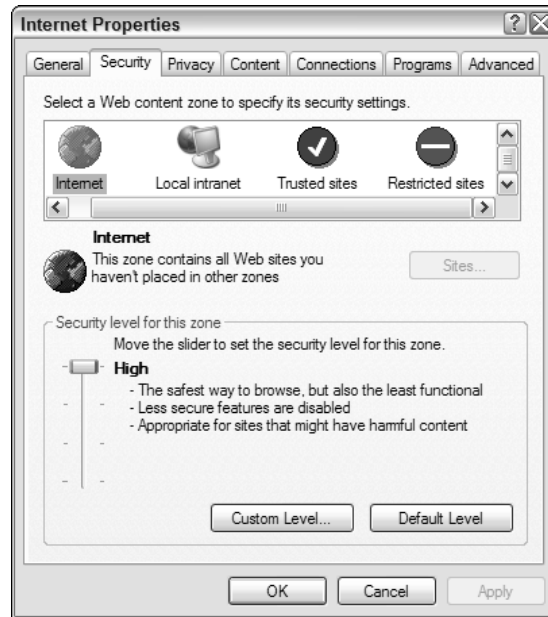 Internet Properties
General Security Privacy Content Connections Programs Advanced
Select a Web content zone to specify its security settings.
Internet Local intranet Trusted sites Restricted sites
Internet
This zone contains all Web sites you
haven't placed in other zones
Sites...
Security level for this zone
Move the slider to set the security level for this zone.
High
- The safest way to browse, but also the least functional
- Less secure features are disabled
- Appropriate for sites that might have harmful content
Custom Level... Default Level
OK Cancel Apply